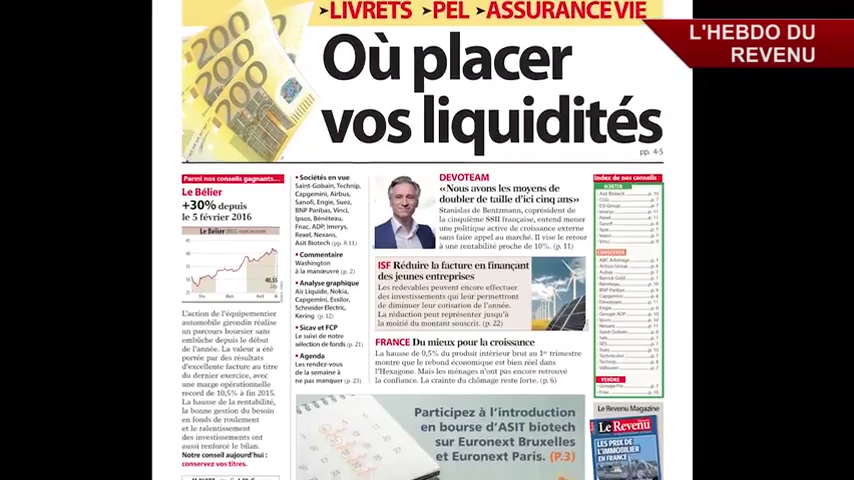 ➤LIVRETS ➤PEL ➤ASSURANCE VIE
L'HEBDO DU
REVENU
Où placer
vos liquidités
pp. 4-5
Parmi nos conseils gagnants...
Le Bélier
+30% depuis
le 5 février 2016
Le Bélier
L'action de l'équipementier
automobile girondin réalise
un parcours boursier sans
embûche depuis le début
de l'année. La valeur a été
portée par des résultats
d'excellente facture au titre
du dernier exercice, avec
une marge opérationnelle
record de 10,5% à fin 2015.
La hausse de la rentabilité,
la bonne gestion du besoin
en fonds de roulement
et le ralentissement
des investissements ont
aussi renforcé le bilan.
Notre conseil aujourd'hui :
conservez vos titres.
• Sociétés en vue
Saint-Gobain, Technip,
Capgemini, Airbus,
Sanofi, Engie, Suez,
BNP Paribas, Vinci,
Ipsos, Bénéteau,
Fnac, ADP, Imerys,
Rexel, Nexans,
Asit Biotech (pp. 8-11)
• Commentaire
Washington
à la manœuvre (p. 2)
• Analyse graphique
Air Liquide, Nokia,
Capgemini, Essilor,
Schneider Electric,
Kering (p. 12)
• Sicav et FCP
Le suivi de notre
sélection de fonds (p. 21)
• Agenda
Les rendez-vous
de la semaine à
ne pas manquer (p. 23)
DEVOTEAM
«Nous avons les moyens de
doubler de taille d'ici cinq ans»
Stanislas de Bentzmann, coprésident de
la cinquième SSII française, entend mener
une politique active de croissance externe
sans faire appel au marché. Il vise le retour
à une rentabilité proche de 10%. (p. 11)
ISF Réduire la facture en finançant
des jeunes entreprises
Les redevables peuvent encore effectuer
des investissements qui leur permettront
de diminuer leur cotisation de l'année.
La réduction peut représenter jusqu'à
la moitié du montant souscrit. (p. 22)
FRANCE Du mieux pour la croissance
La hausse de 0,5% du produit intérieur brut au 1er trimestre
montre que le rebond économique est bien réel dans
l'Hexagone. Mais les ménages n'ont pas encore retrouvé
la confiance. La crainte du chômage reste forte. (p. 6)
Index de nos conseils
ACHETER
CONSERVER
VENDRE
Participez à l'introduction
en bourse d'ASIT biotech
sur Euronext Bruxelles
et Euronext Paris. (P.3)
Le Revenu Magazine
Le Revenu
LES PRIX DE
L'IMMOBILIER
EN FRANCE